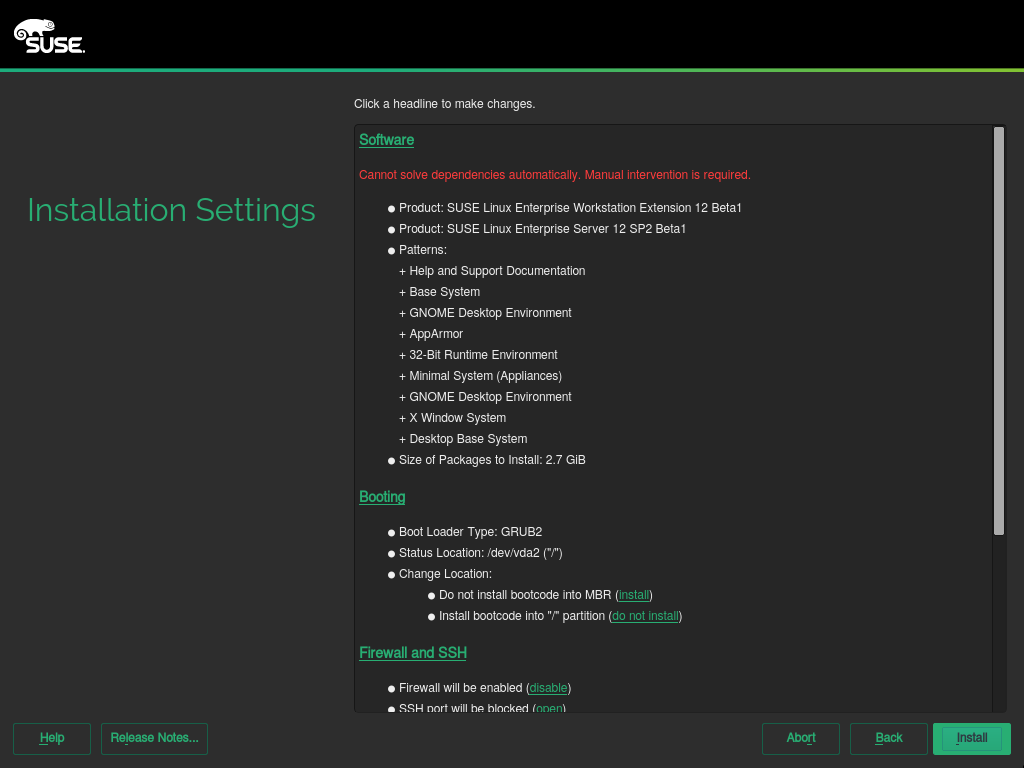 SUSE.
Click a headline to make changes.
Installation Settings
Software
Cannot solve dependencies automatically. Manual intervention is required.
● Product: SUSE Linux Enterprise Workstation Extension 12 Beta1
● Product: SUSE Linux Enterprise Server 12 SP2 Beta1
● Patterns:
+ Help and Support Documentation
+ Base System
+ GNOME Desktop Environment
+ AppArmor
+ 32-Bit Runtime Environment
+ Minimal System (Appliances)
+ GNOME Desktop Environment
+ X Window System
+ Desktop Base System
● Size of Packages to Install: 2.7 GiB
Booting
● Boot Loader Type: GRUB2
● Status Location: /dev/vda2 ("/")
● Change Location:
● Do not install bootcode into MBR (install)
● Install bootcode into "/" partition (do not install)
Firewall and SSH
● Firewall will be enabled (disable)
● SSH port will be blocked (open)
Help
Release Notes...
Abort
Back
Install